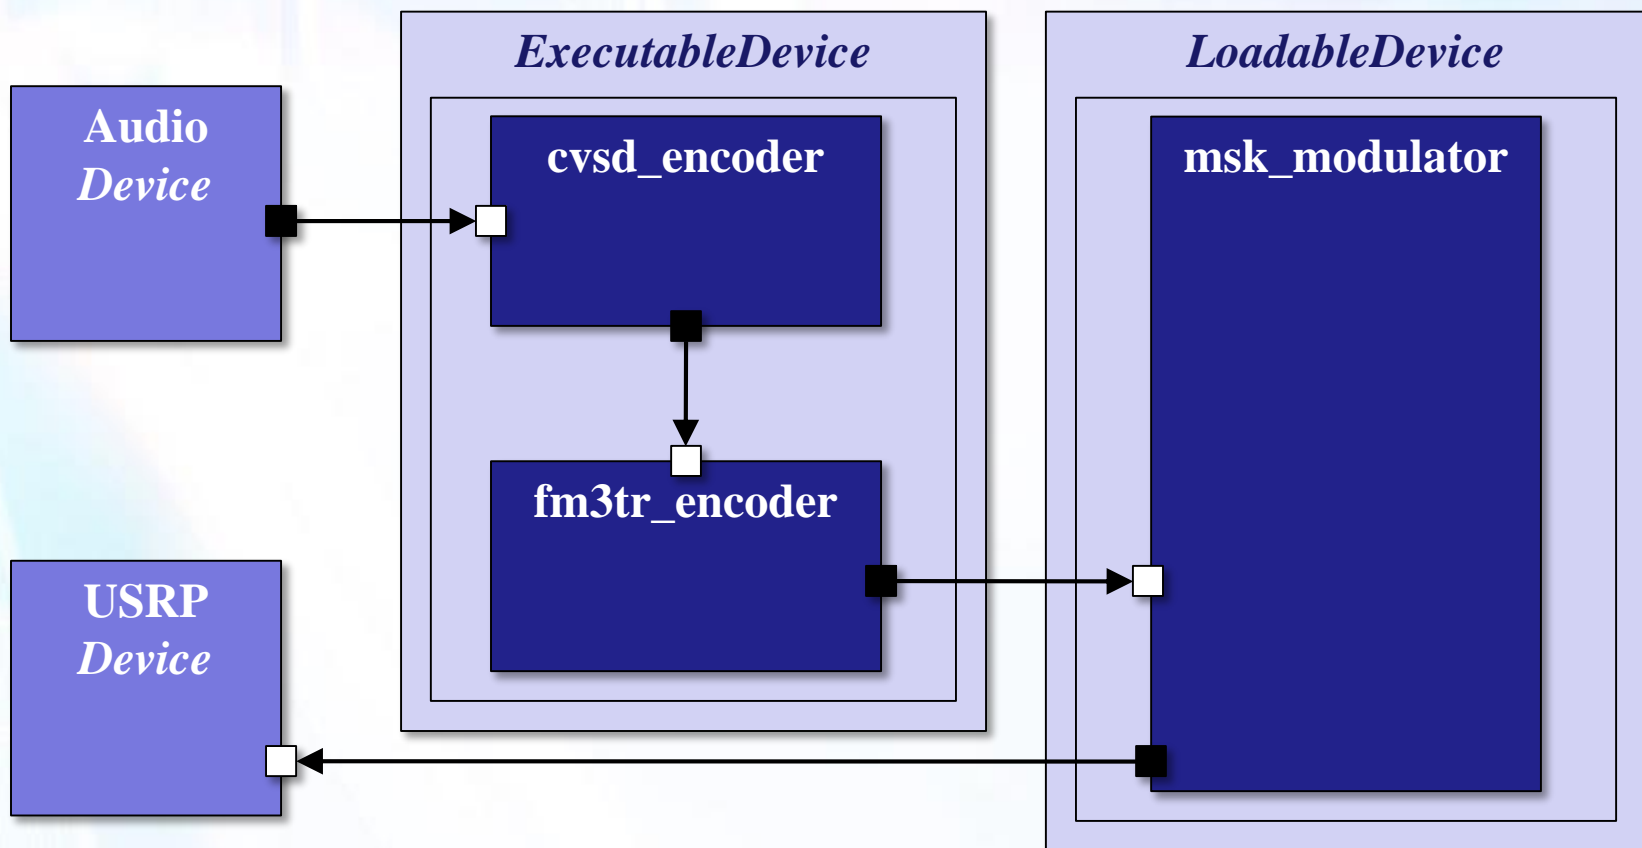 ExecutableDevice
LoadableDevice
Audio
Device
cvsd_encoder
msk_modulator
fm3tr_encoder
USRP
Device